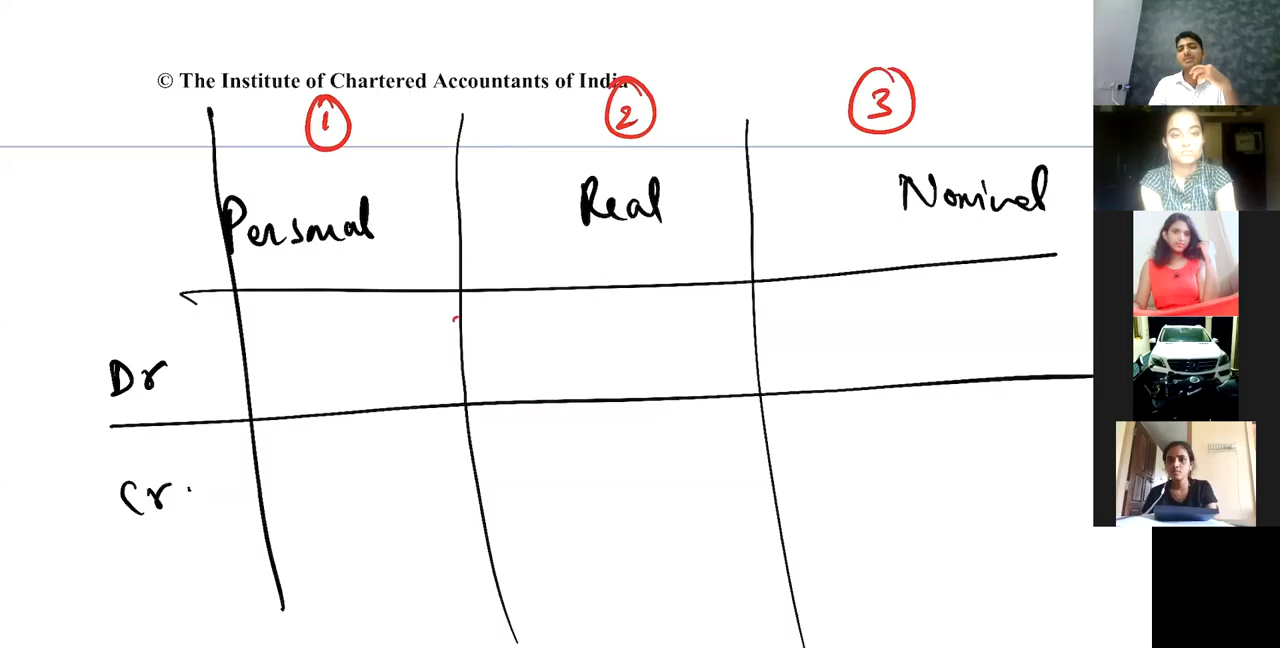 © The Institute of Chartered Accountants of India
1 2 3
Personal Real Nominal
Dr
Cr.